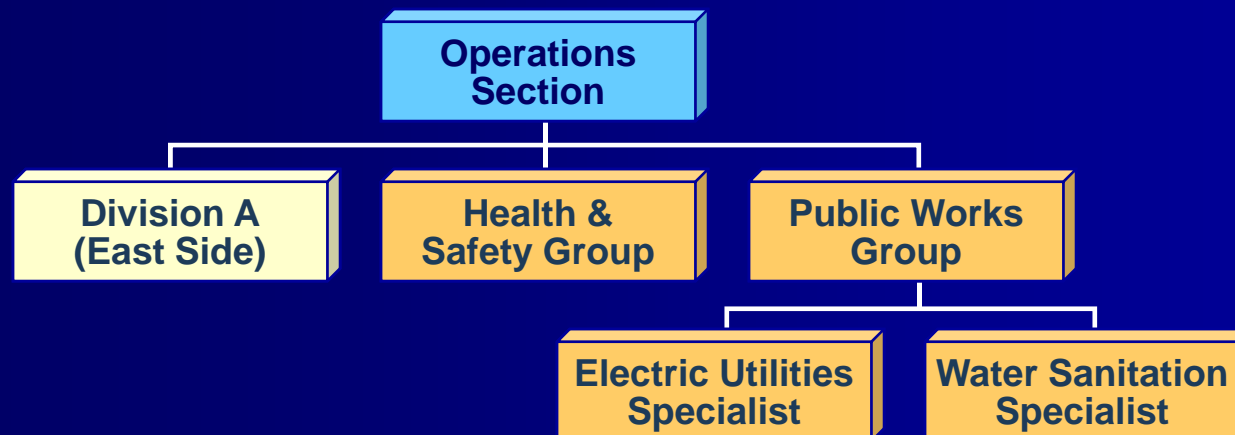 Operations
Section
Division A
(East Side)
Health &
Safety Group
Public Works
Group
Electric Utilities
Specialist
Water Sanitation
Specialist